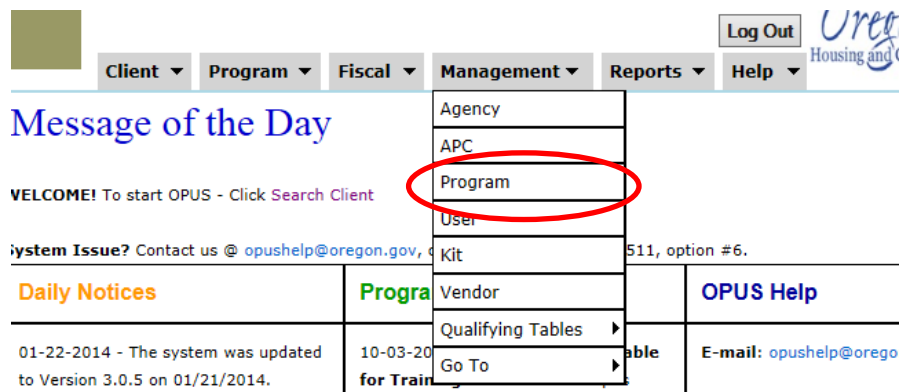 Log Out
Housing and
Client Program Fiscal Management Reports Help
Agency
Message of the Day
APC
Program
WELCOME! To start OPUS - Click Search Client
User
System Issue? Contact us @ opushelp@oregon.gov, 511, option #6.
Kit
Daily Notices
Vendor
OPUS Help
Qualifying Tables
01-22-2014 - The system was updated
to Version 3.0.5 on 01/21/2014.
10-03-20
for Train
Go To
E-mail: opushelp@orego